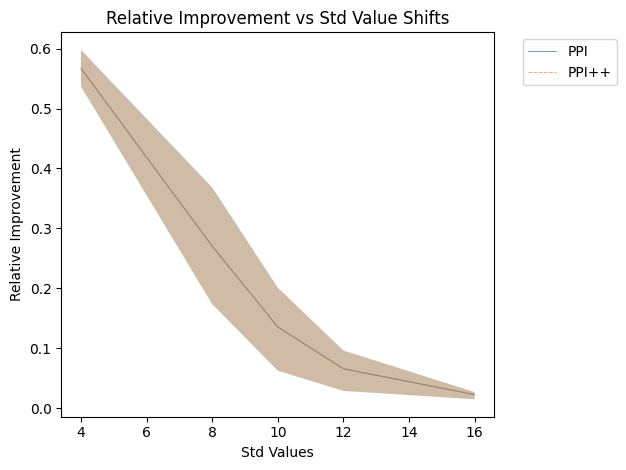 Relative Improvement vs Std Value Shifts
Relative Improvement
0.6
0.5
0.4
0.3
0.2
0.1
0.0
4 6 8 10 12 14 16
Std Values
PPI
PPI++